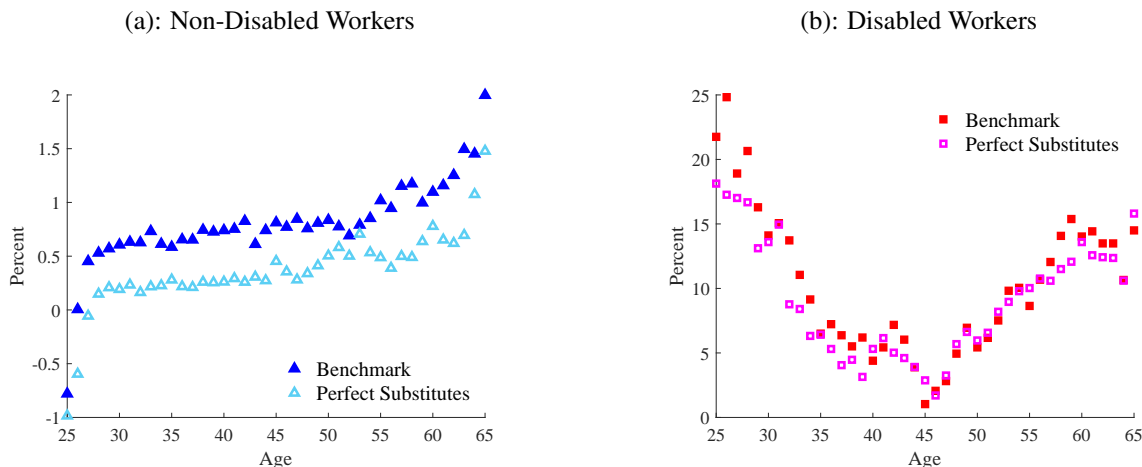 (a): Non-Disabled Workers
2
1.5
1
0.5
0
-0.5
-1
Percent
Benchmark
Perfect Substitutes
25 30 35 40 45 50 55 60 65
Age
(b): Disabled Workers
25
20
15
10
5
0
Percent
Benchmark
Perfect Substitutes
25 30 35 40 45 50 55 60 65
Age